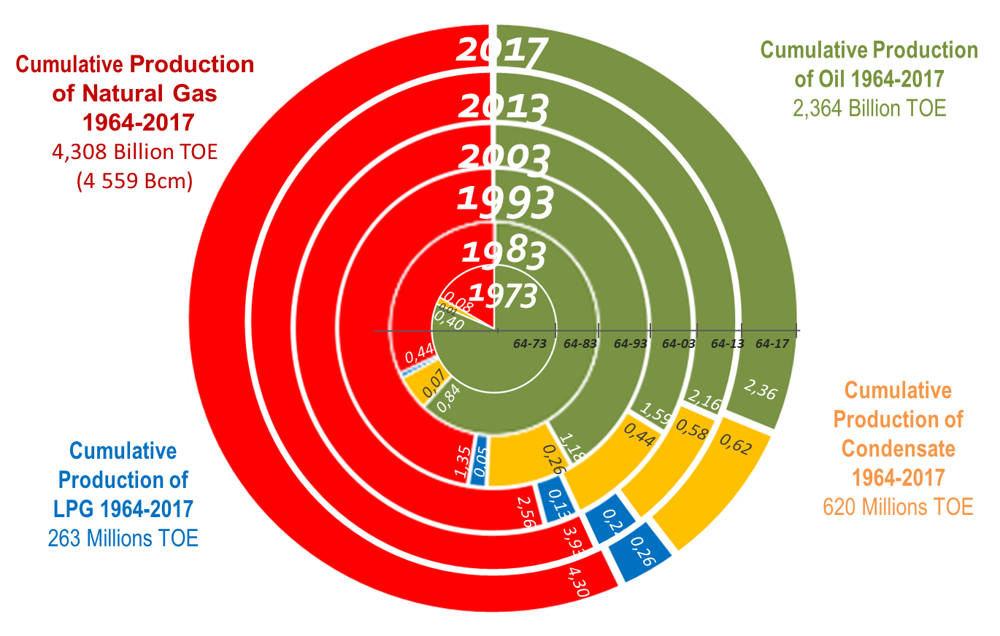 Cumulative Production
of Natural Gas
1964-2017
4,308 Billion TOE
(4 559 Bcm)
Cumulative Production
of Oil 1964-2017
2,364 Billion TOE
2017
2013
2003
1993
1983
1973
0,08
0,01
0,40
64-73
64-83
64-93
64-03
64-13
64-17
0,44
0,07
0,84
1,35
0,05
0,26
1,18
2,56
0,13
0,44
1,59
3,93
0,58
2,16
4,30
0,26
0,62
2,36
Cumulative
Production of
LPG 1964-2017
263 Millions TOE
Cumulative
Production of
Condensate
1964-2017
620 Millions TOE